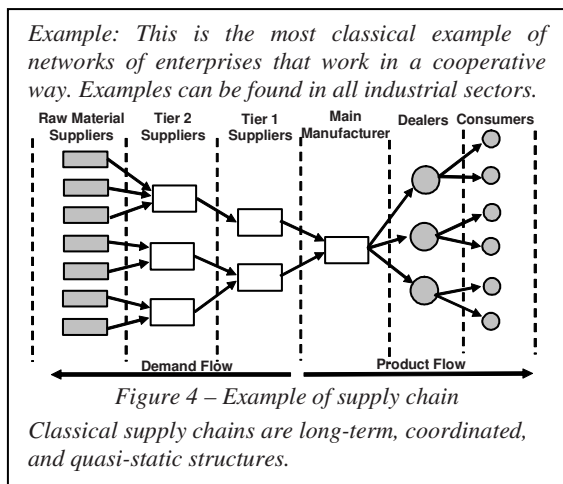 Example: This is the most classical example of
networks of enterprises that work in a cooperative
way. Examples can be found in all industrial sectors.
Raw Material Suppliers
Tier 2 Suppliers
Tier 1 Suppliers
Main Manufacturer
Dealers
Consumers
Demand Flow
Product Flow
Figure 4 – Example of supply chain
Classical supply chains are long-term, coordinated,
and quasi-static structures.